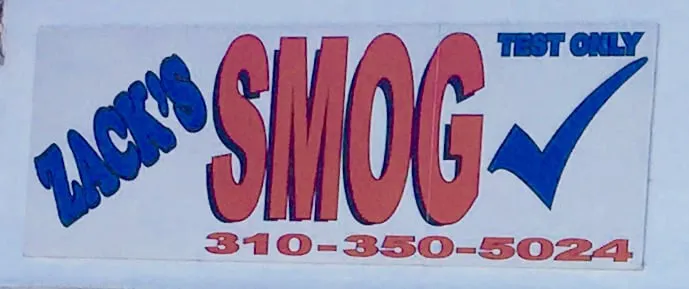 ZACK'S
SMOG
TEST ONLY
310-350-5024